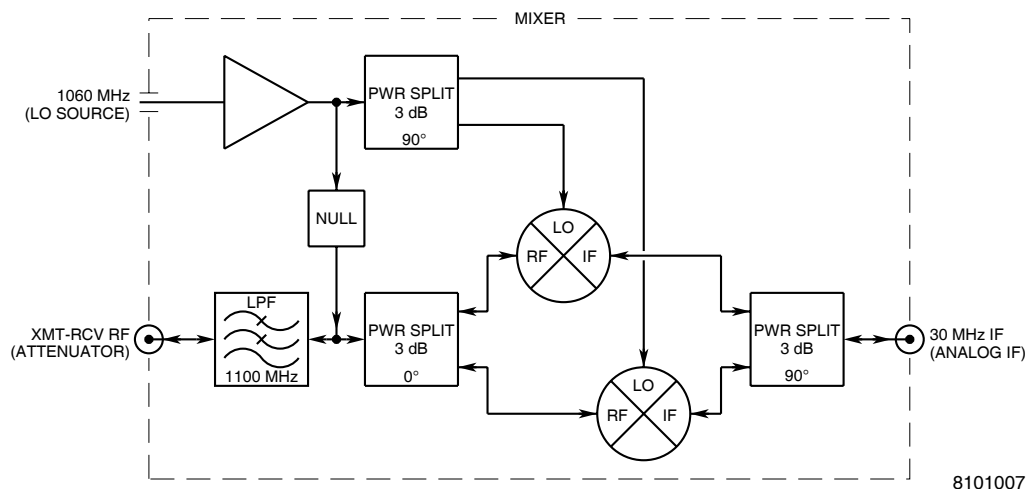 MIXER
1060 MHz
(LO SOURCE)
PWR SPLIT
3 dB
90°
NULL
LO
RF
IF
LPF
1100 MHz
XMT-RCV RF
(ATTENUATOR)
PWR SPLIT
3 dB
0°
PWR SPLIT
3 dB
90°
30 MHz IF
(ANALOG IF)
LO
RF
IF
8101007